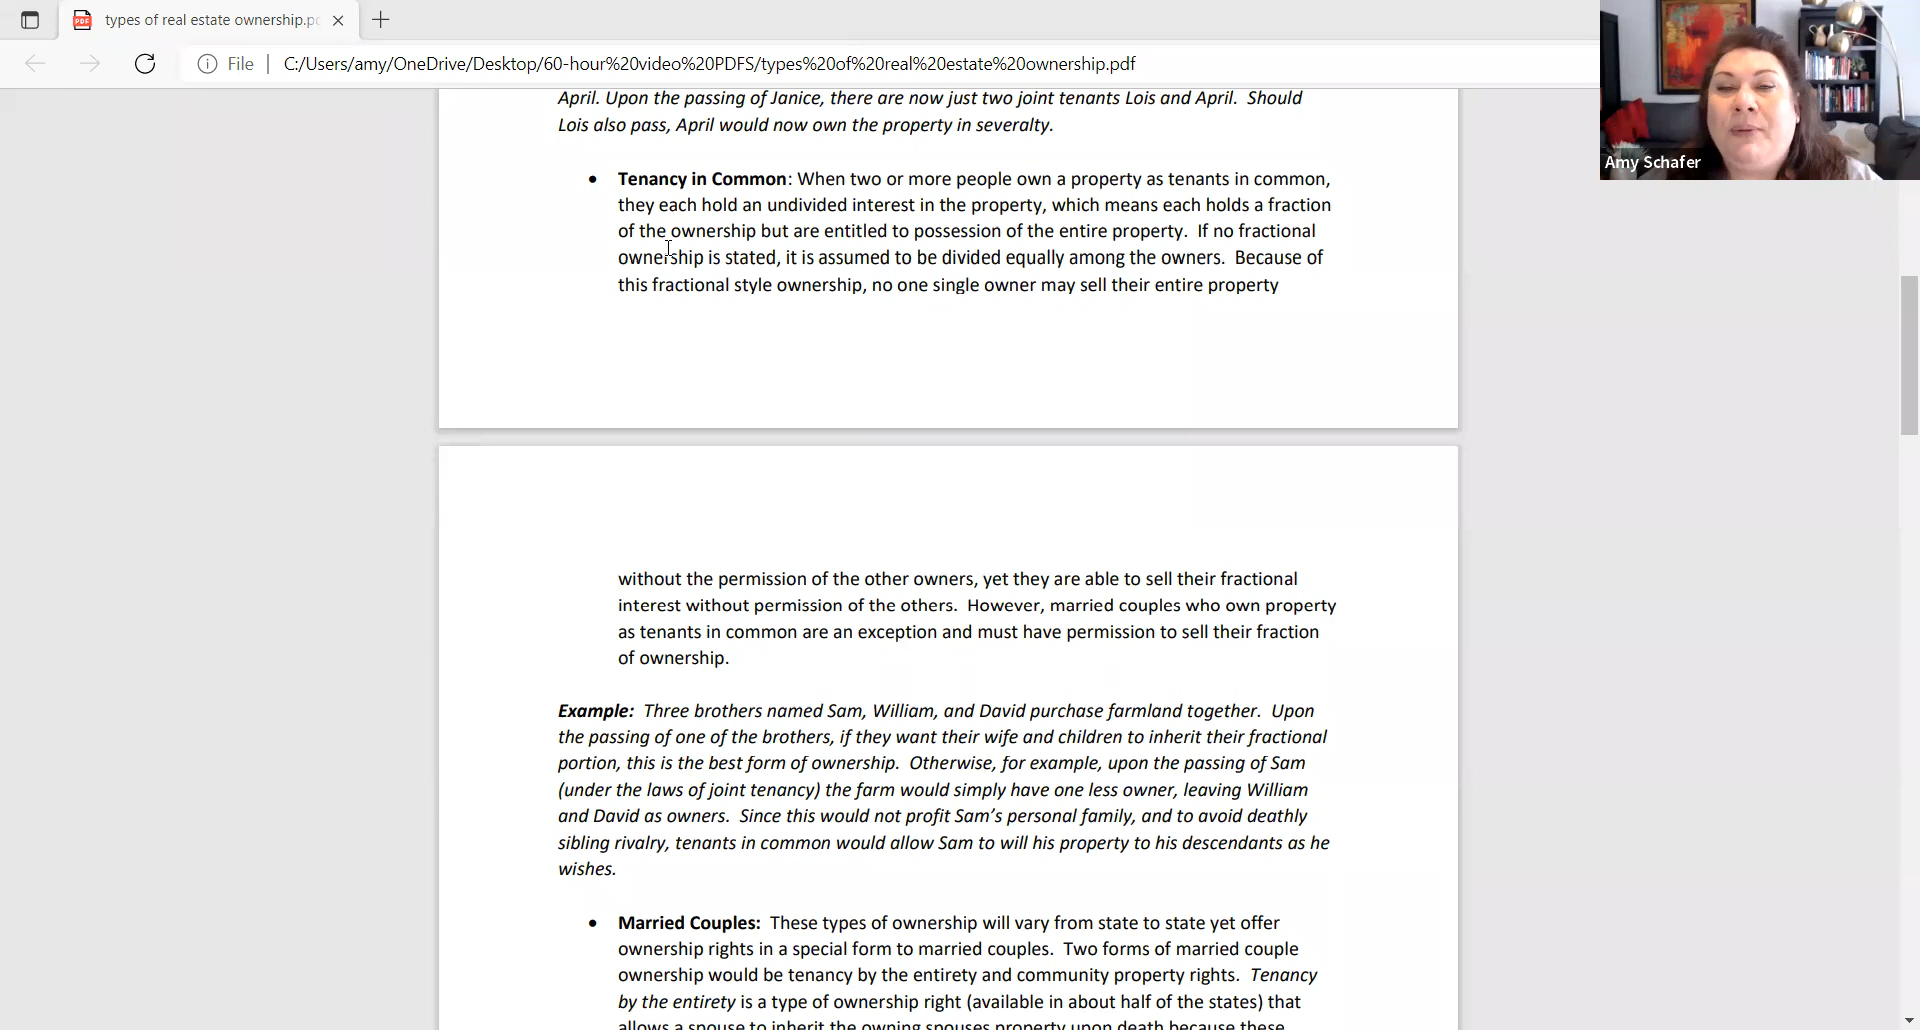 types of real estate ownership.p
File
C:/Users/amy/OneDrive/Desktop/60-hour%20video%20PDFS/types%20of%20real%20estate%20ownership.pdf
Amy Schafer
April. Upon the passing of Janice, there are now just two joint tenants Lois and April.  Should
Lois also pass, April would now own the property in severalty.
• Tenancy in Common: When two or more people own a property as tenants in common,
they each hold an undivided interest in the property, which means each holds a fraction
of the ownership but are entitled to possession of the entire property.  If no fractional
ownership is stated, it is assumed to be divided equally among the owners.  Because of
this fractional style ownership, no one single owner may sell their entire property
without the permission of the other owners, yet they are able to sell their fractional
interest without permission of the others.  However, married couples who own property
as tenants in common are an exception and must have permission to sell their fraction
of ownership.
Example:  Three brothers named Sam, William, and David purchase farmland together.  Upon
the passing of one of the brothers, if they want their wife and children to inherit their fractional
portion, this is the best form of ownership.  Otherwise, for example, upon the passing of Sam
(under the laws of joint tenancy) the farm would simply have one less owner, leaving William
and David as owners.  Since this would not profit Sam's personal family, and to avoid deathly
sibling rivalry, tenants in common would allow Sam to will his property to his descendants as he
wishes.
• Married Couples:  These types of ownership will vary from state to state yet offer
ownership rights in a special form to married couples.  Two forms of married couple
ownership would be tenancy by the entirety and community property rights.  Tenancy
by the entirety is a type of ownership right (available in about half of the states) that
allows a spouse to inherit the owning spouses property upon death because these